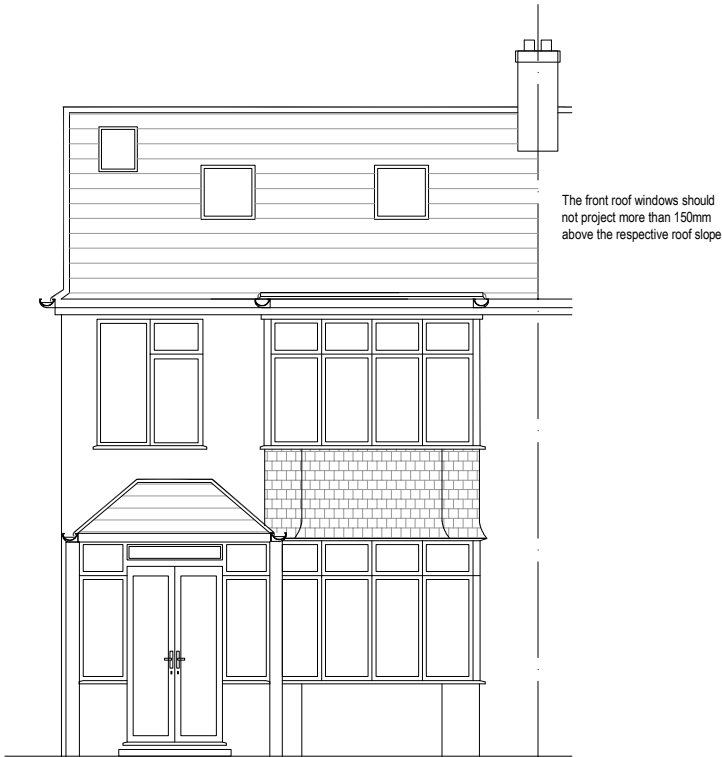 The front roof windows should
not project more than 150mm
above the respective roof slope